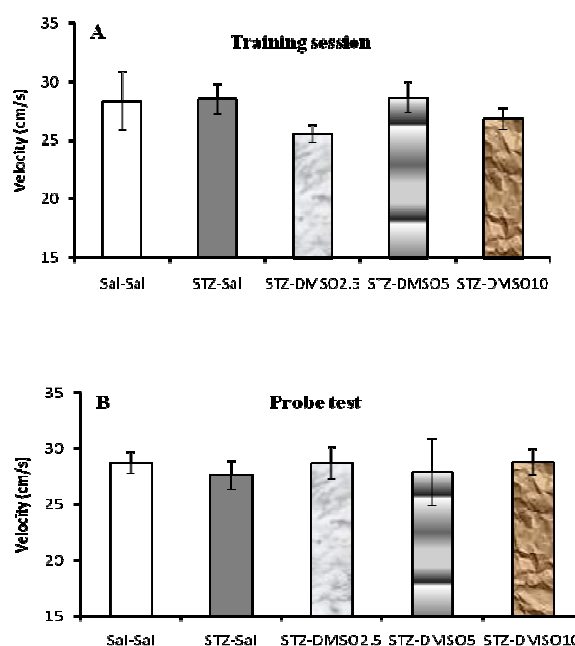 A
Training session
Velocity (cm/s)
35
30
25
20
15
Sal-Sal STZ-Sal STZ-DMSO2.5 STZ-DMSO5 STZ-DMSO10
B
Probe test
Velocity (cm/s)
35
30
25
20
15
Sal-Sal STZ-Sal STZ-DMSO2.5 STZ-DMSO5 STZ-DMSO10